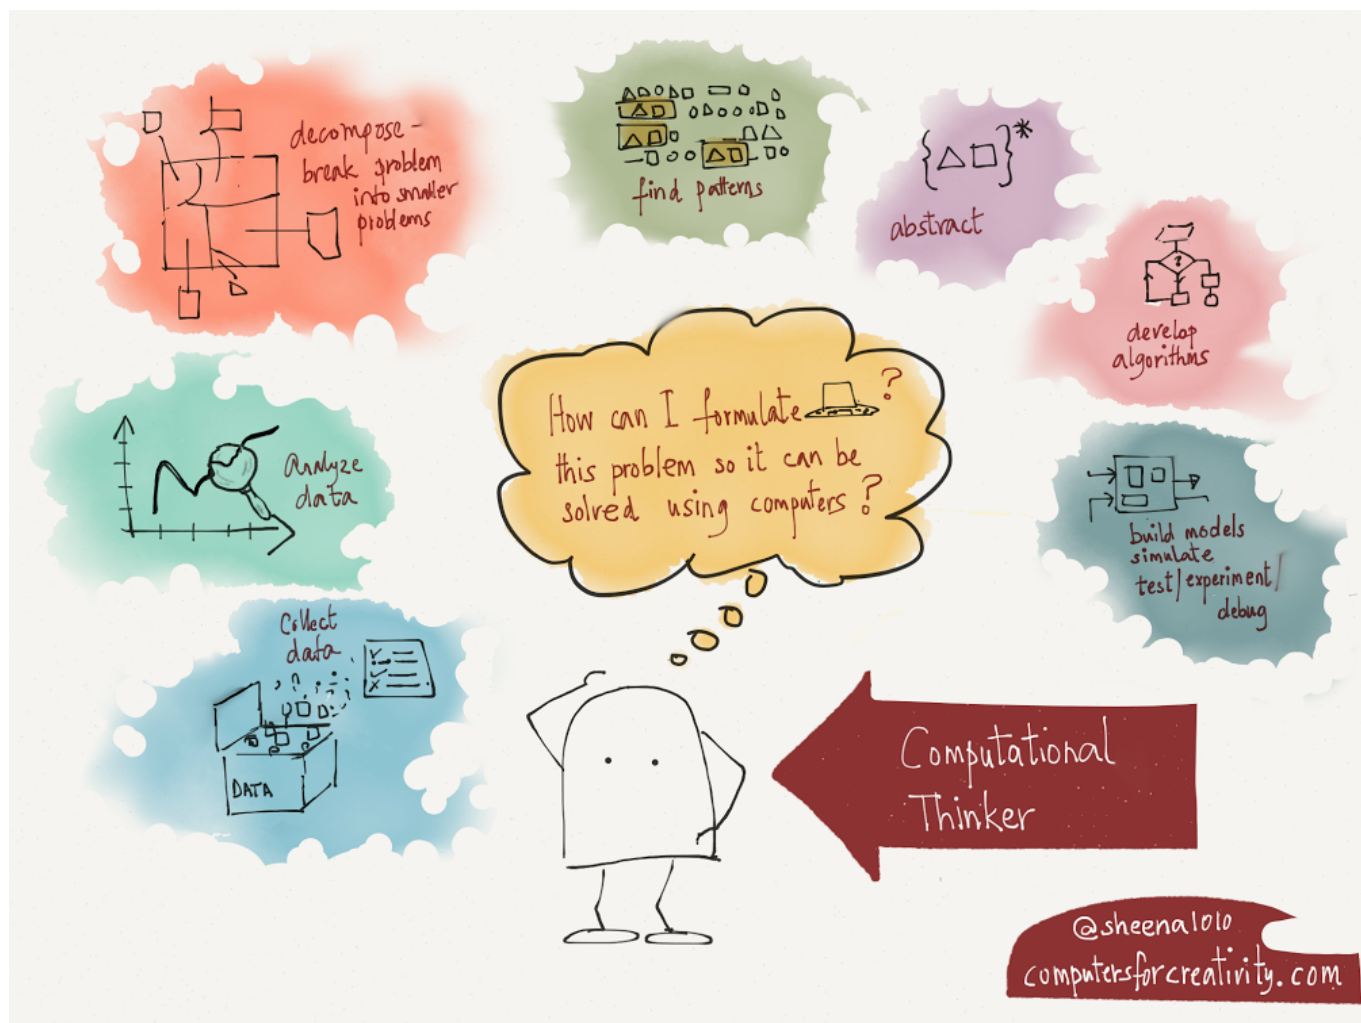 decompose -
break problem
into smaller
problems
find patterns
{ }*
abstract
?
develop
algorithms
Analyze
data
How can I formulate ?
this problem so it can be
solved using computers ?
build models
simulate
test/experiment/
debug
Collect
data
DATA
Computational
Thinker
@sheena1010
computersforcreativity.com